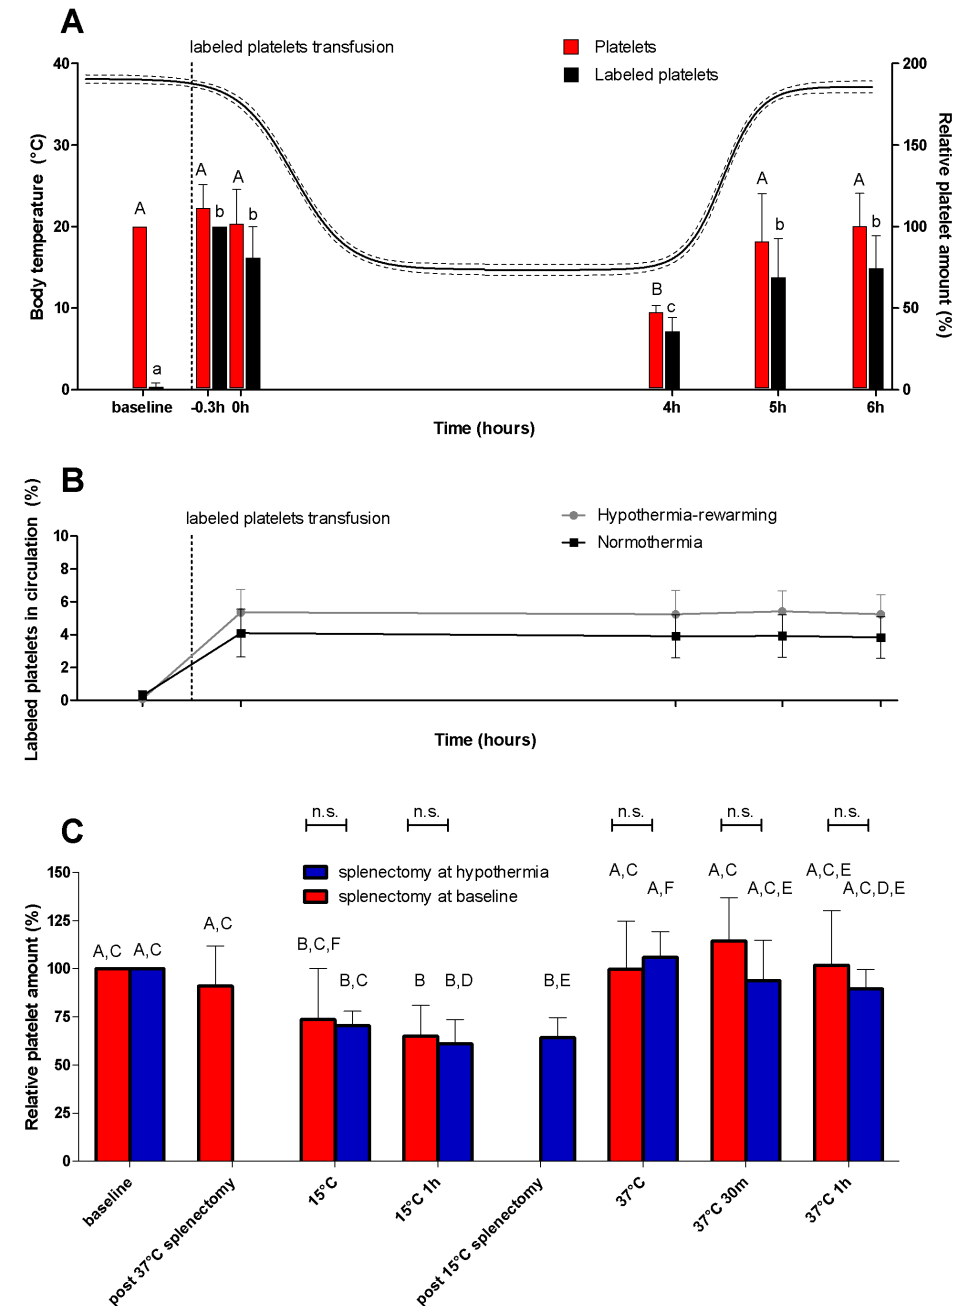 A
labeled platelets transfusion
Platelets
Labeled platelets
40
30
20
10
0
Body temperature (°C)
200
150
100
50
0
Relative platelet amount (%)
A
a
A
b
A
b
B
c
A
b
A
b
baseline
-0.3h
0h
4h
5h
6h
Time (hours)
B
labeled platelets transfusion
Hypothermia-rewarming
Normothermia
Labeled platelets in circulation (%)
10
8
6
4
2
0
Time (hours)
C
n.s.
n.s.
n.s.
n.s.
n.s.
splenectomy at hypothermia
splenectomy at baseline
Relative platelet amount (%)
150
125
100
75
50
25
0
A,C
A,C
A,C
B,C,F
B,C
B
B,D
B,E
A,C
A,F
A,C
A,C,E
A,C,E
A,C,D,E
baseline
post 37°C splenectomy
15°C
15°C 1h
post 15°C splenectomy
37°C
37°C 30m
37°C 1h